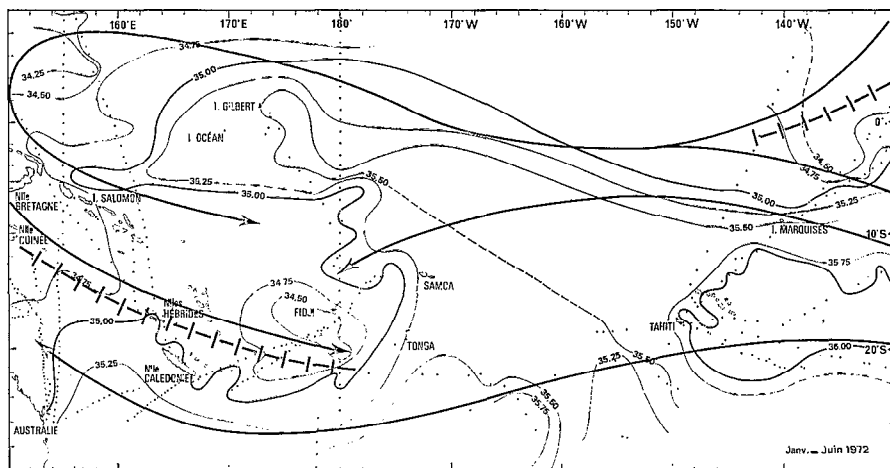 160°E 170°E 180° 170°W 160°W 150°W 140°W
34.75
34.25
34.50
35.00
I. GILBERT
I. OCÉAN
0°
34.50
34.75
35.25
35.00
35.50
35.00
35.25
35.50
Nlle BRETAGNE
I. SALOMON
I. MARQUISES
10°S
Nlle GUINÉE
34.75
34.75
34.50
FIDJI
SAMOA
35.75
Nlles HÉBRIDES
35.00
TAHITI
TONGA
20°S
35.25
36.00
35.25
35.50
Nlle CALÉDONIE
35.50
35.75
AUSTRALIE
Janv. – Juin 1972